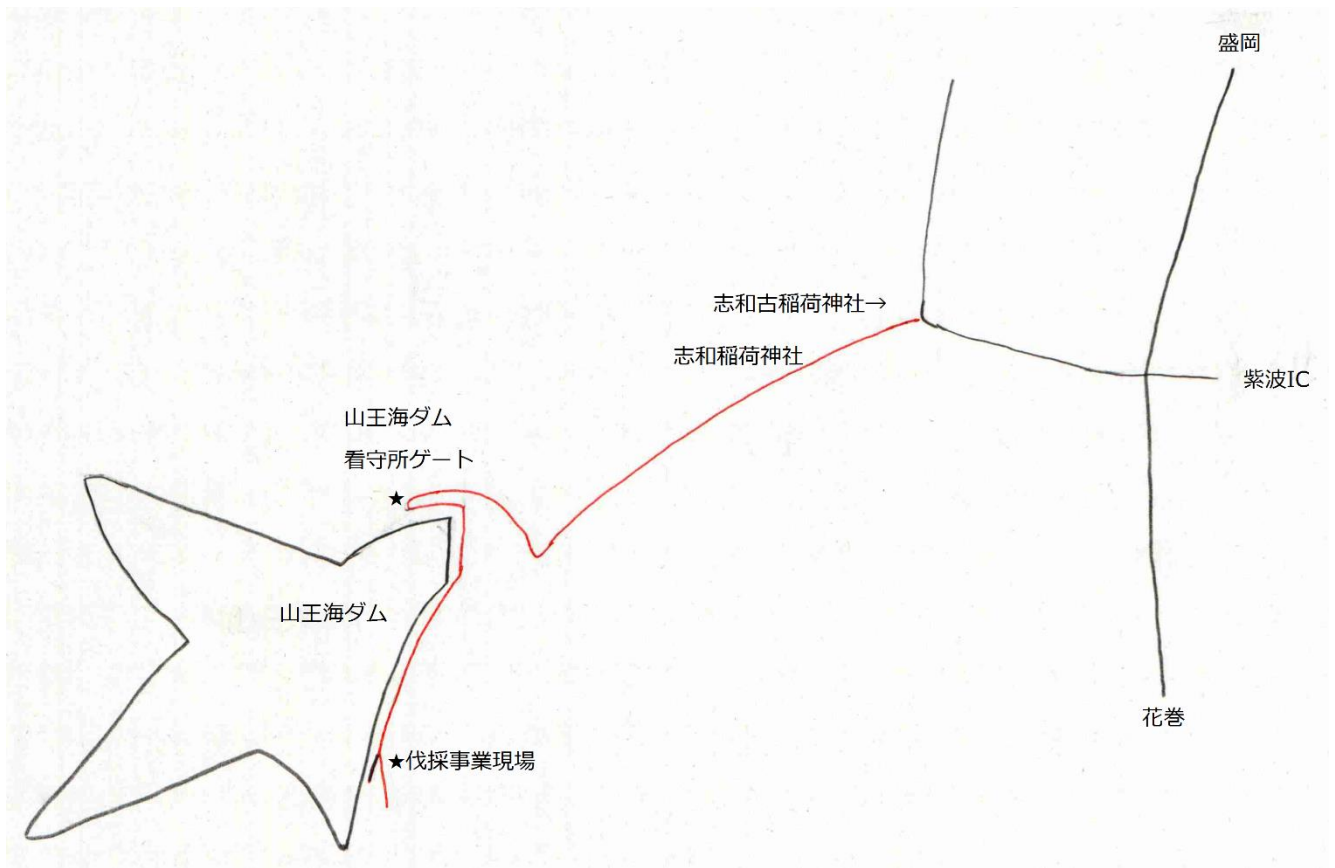 盛岡
志和古稲荷神社→
志和稲荷神社
紫波IC
山王海ダム
看守所ゲート
★
山王海ダム
花巻
★伐採事業現場